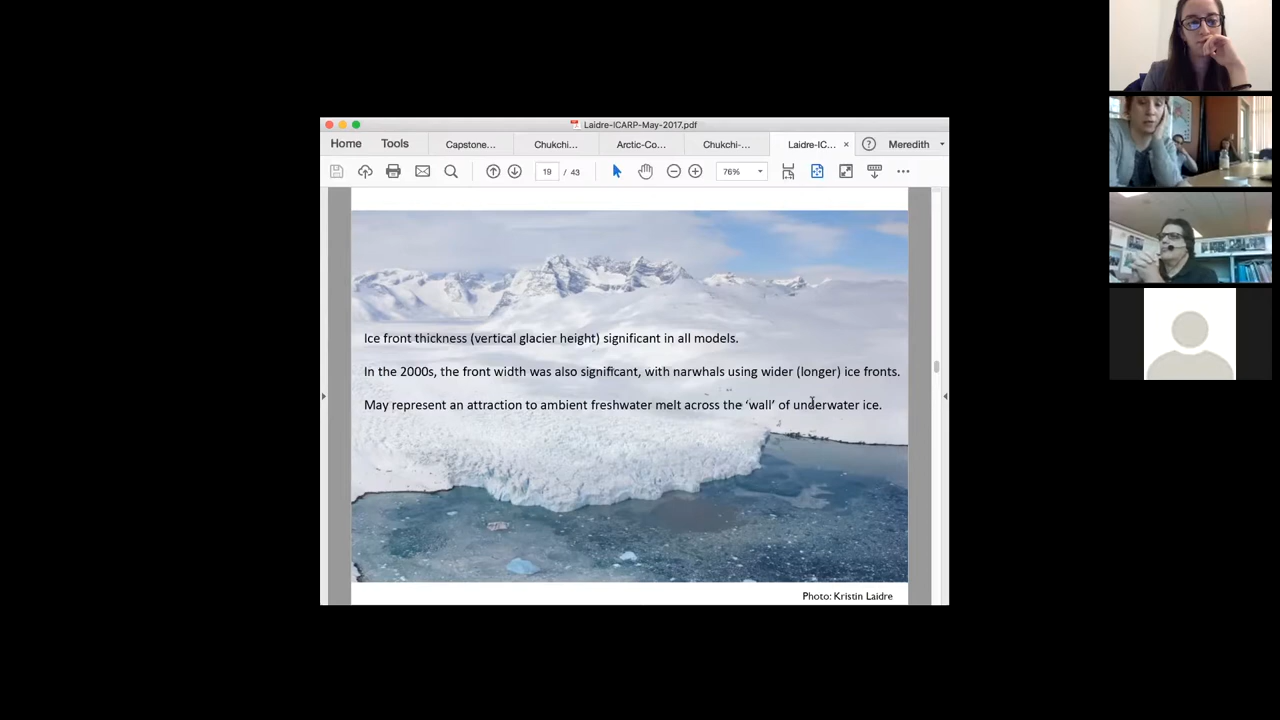 Laidre-ICARP-May-2017.pdf
Home Tools Capstone... Chukchi... Arctic-Co... Chukchi-... Laidre-IC... × ? Meredith
19 / 43 76%
Ice front thickness (vertical glacier height) significant in all models.
In the 2000s, the front width was also significant, with narwhals using wider (longer) ice fronts.
May represent an attraction to ambient freshwater melt across the ‘wall’ of underwater ice.
Photo: Kristin Laidre